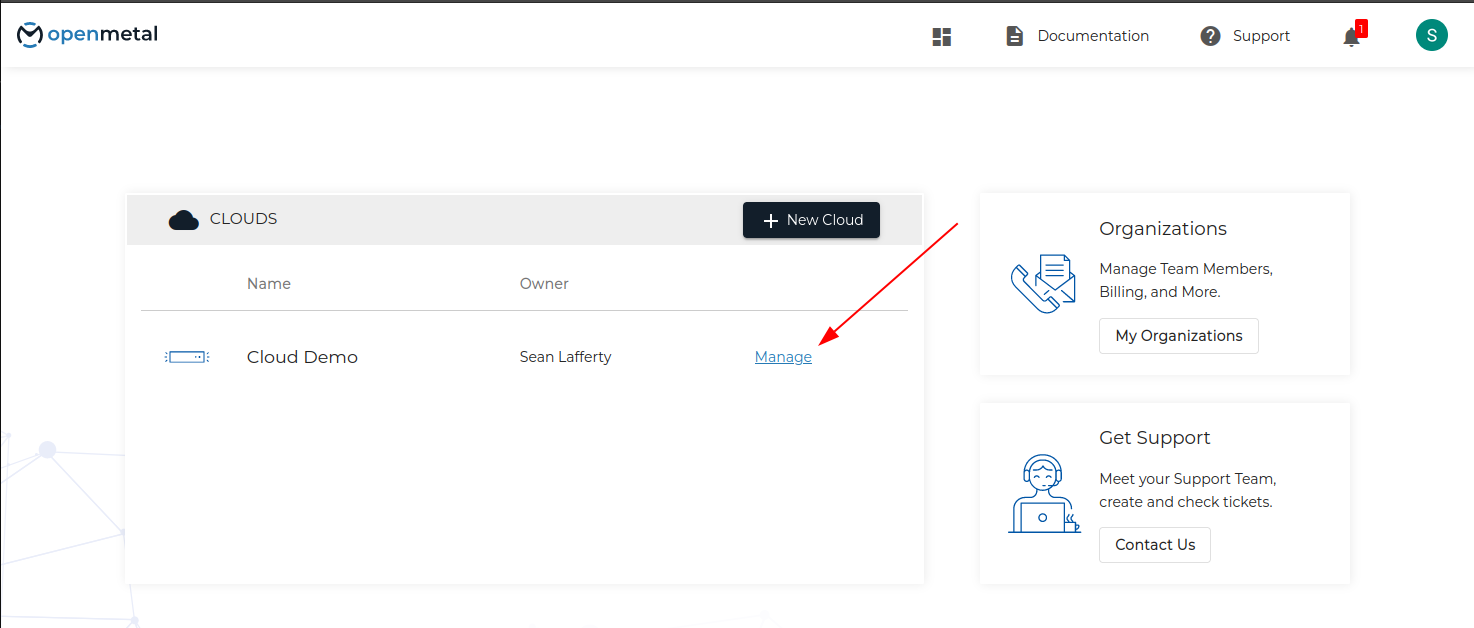 openmetal
Documentation
Support
1
S
CLOUDS
New Cloud
Name
Owner
Cloud Demo
Sean Lafferty
Manage
Organizations
Manage Team Members,
Billing, and More.
My Organizations
Get Support
Meet your Support Team,
create and check tickets.
Contact Us